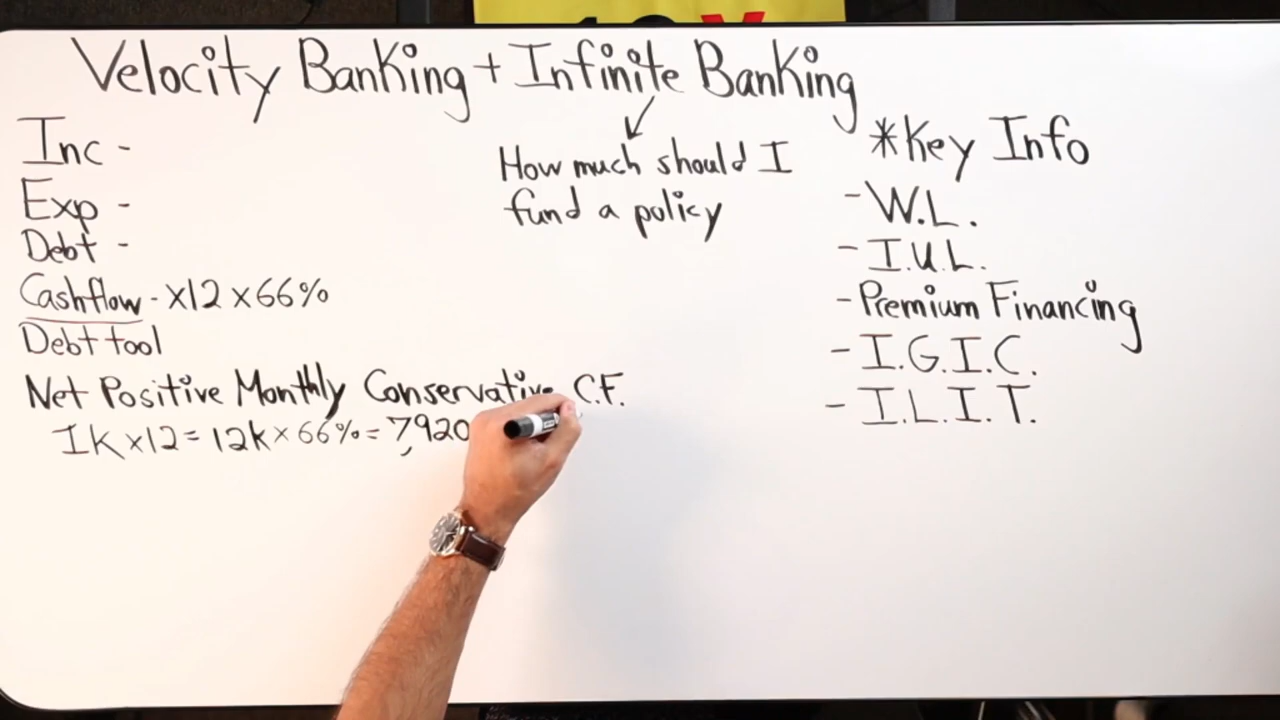 Velocity Banking + Infinite Banking
Inc -
Exp -
Debt -
Cashflow - x12 x 66%
Debt tool
Net Positive Monthly Conservative C.F.
1K x12 = 12k x 66% = 7,920
How much should I
fund a policy
*Key Info
- W.L.
- I.U.L.
- Premium Financing
- I.G.I.C.
- I.L.I.T.